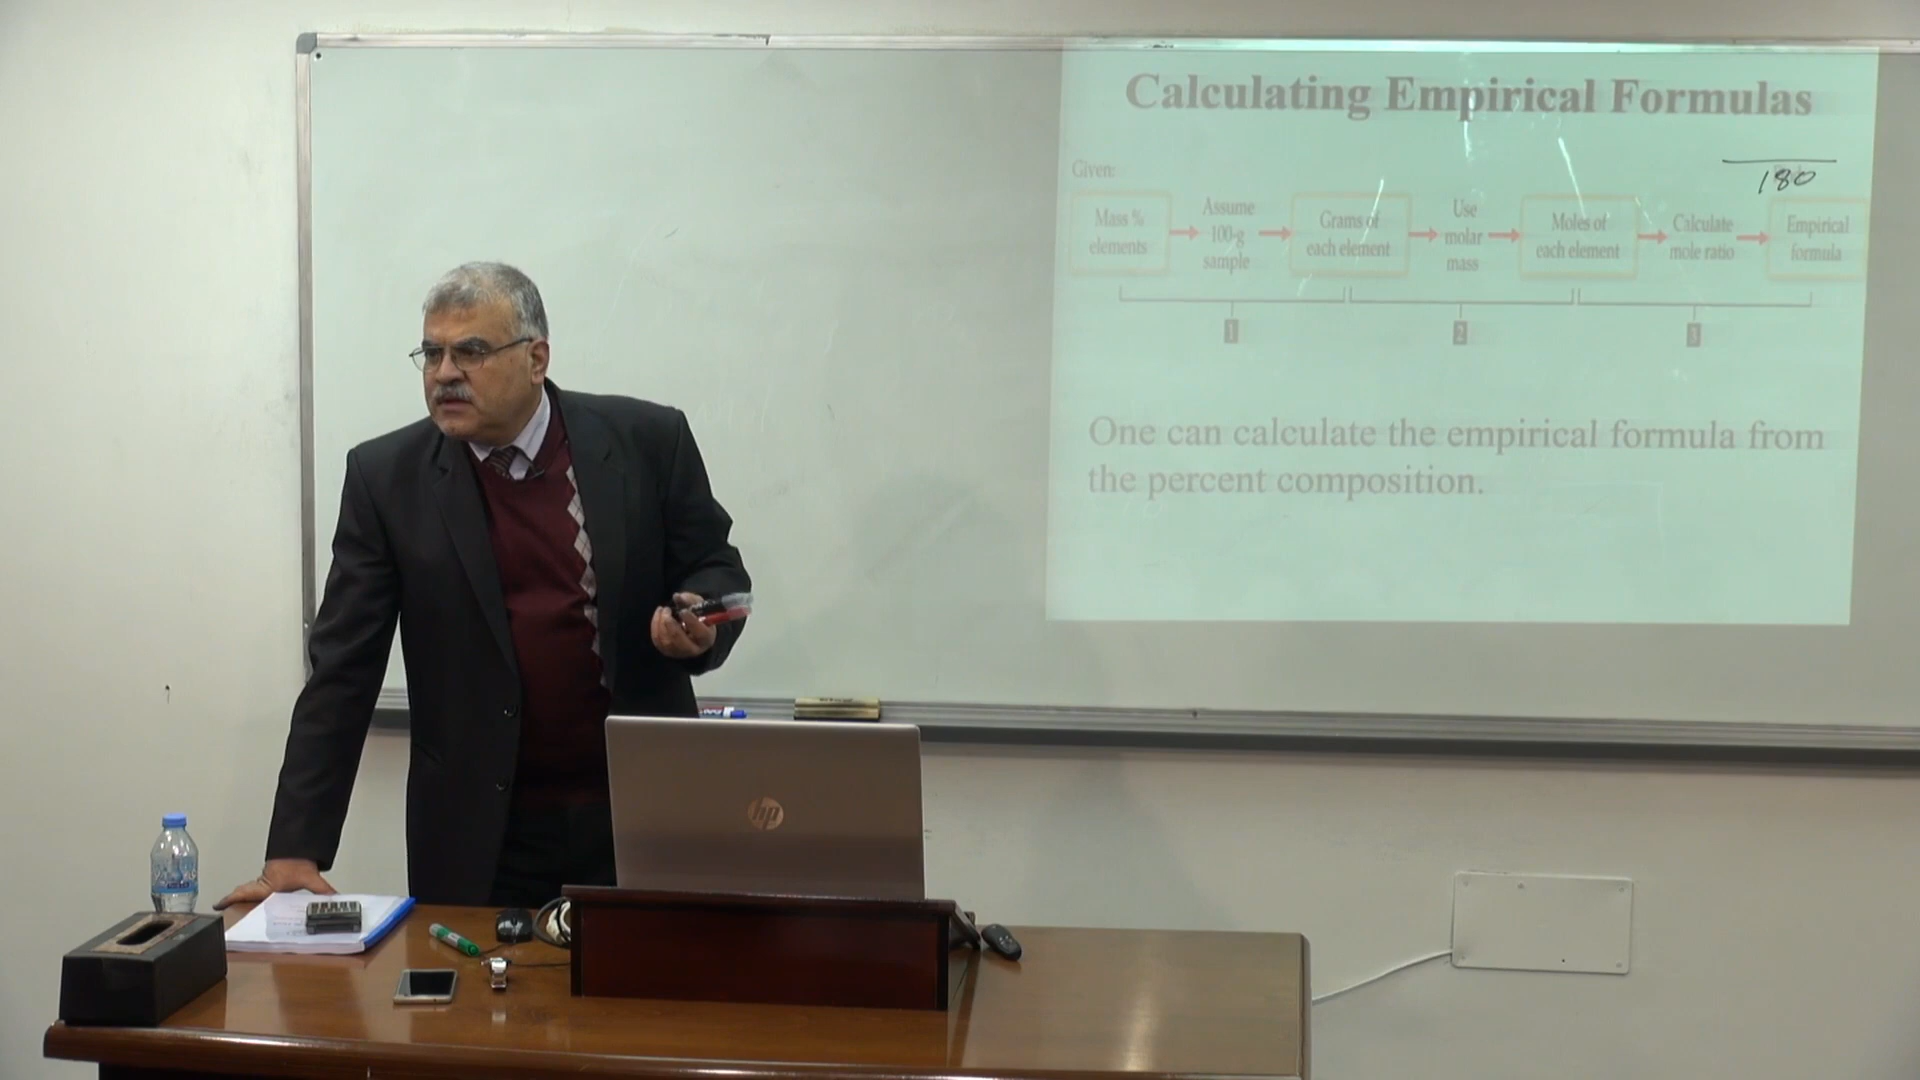 Calculating Empirical Formulas
Given:
180
Mass %
elements
Assume
100-g
sample
Grams of
each element
Use
molar
mass
Moles of
each element
Calculate
mole ratio
Empirical
formula
1
2
3
One can calculate the empirical formula from
the percent composition.
hp